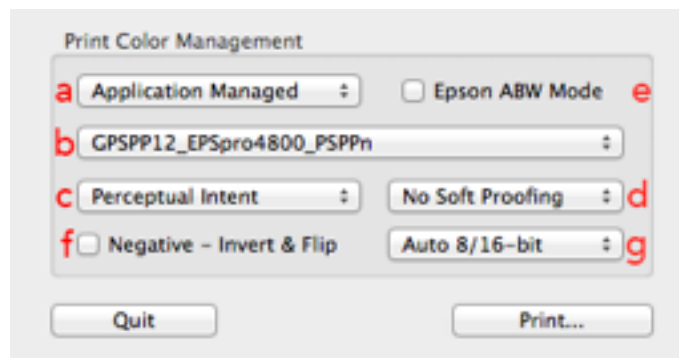 Print Color Management
a Application Managed Epson ABW Mode e
b GPSPP12_EPSpro4800_PSPPn
c Perceptual Intent No Soft Proofing d
f Negative - Invert & Flip Auto 8/16-bit g
Quit Print...